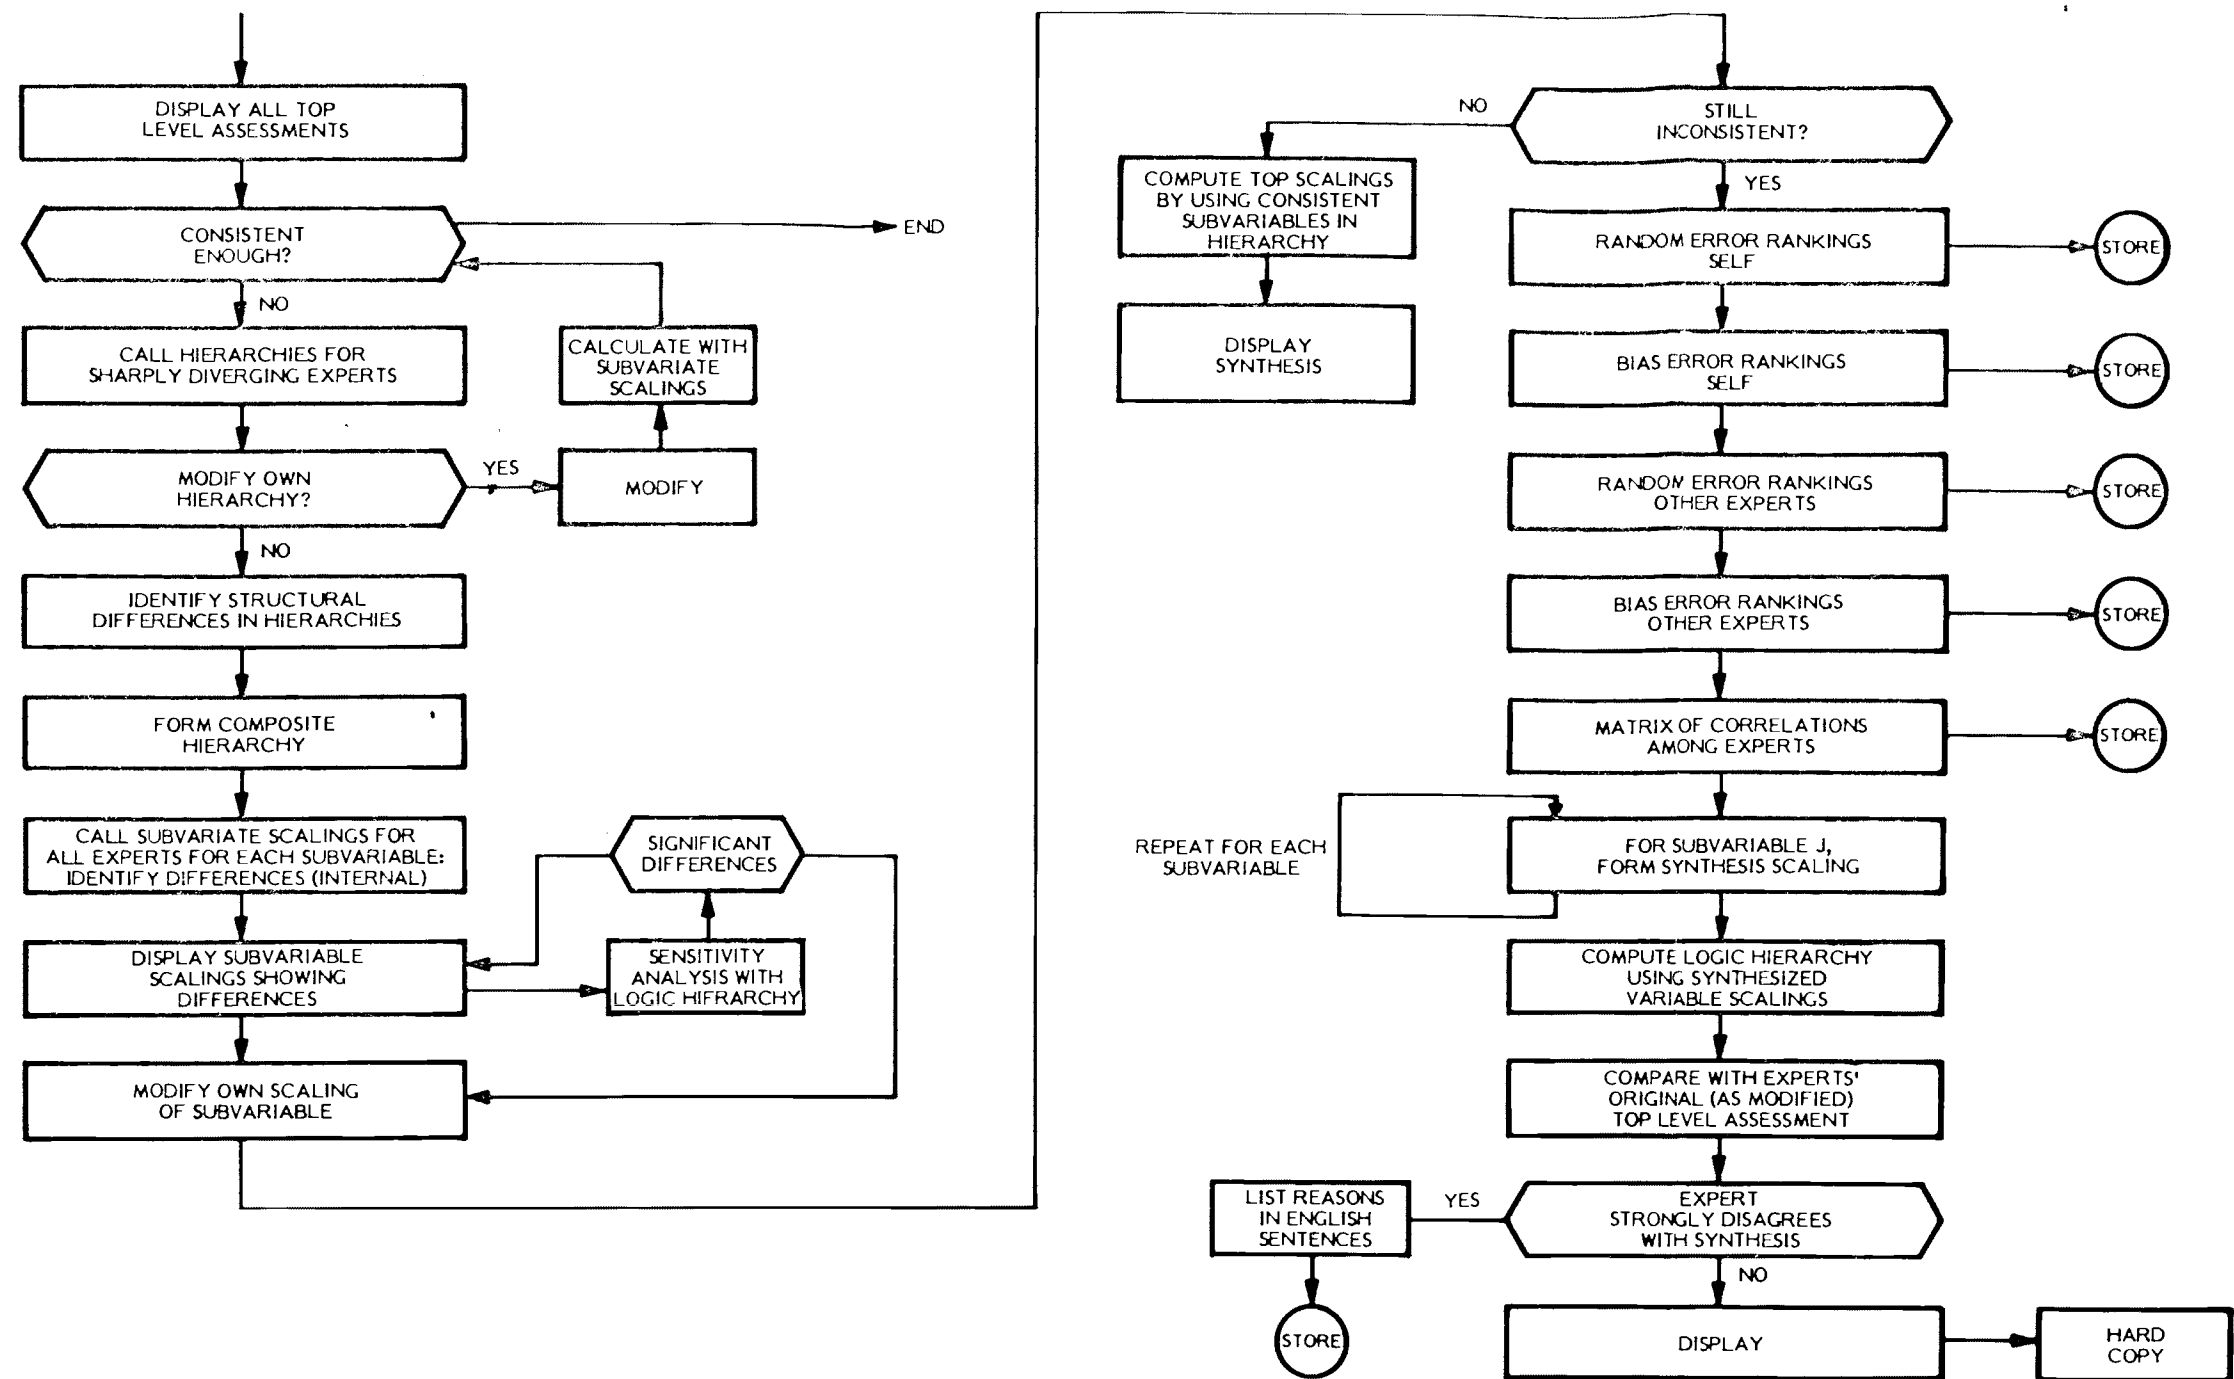 DISPLAY ALL TOP
LEVEL ASSESSMENTS
CONSISTENT
ENOUGH?
END
NO
CALL HIERARCHIES FOR
SHARPLY DIVERGING EXPERTS
CALCULATE WITH
SUBVARIATE
SCALINGS
MODIFY OWN
HIERARCHY?
YES
MODIFY
NO
IDENTIFY STRUCTURAL
DIFFERENCES IN HIERARCHIES
FORM COMPOSITE
HIERARCHY
CALL SUBVARIATE SCALINGS FOR
ALL EXPERTS FOR EACH SUBVARIABLE:
IDENTIFY DIFFERENCES (INTERNAL)
SIGNIFICANT
DIFFERENCES
DISPLAY SUBVARIABLE
SCALINGS SHOWING
DIFFERENCES
SENSITIVITY
ANALYSIS WITH
LOGIC HIFRARCHY
MODIFY OWN SCALING
OF SUBVARIABLE
STILL
INCONSISTENT?
NO
COMPUTE TOP SCALINGS
BY USING CONSISTENT
SUBVARIABLES IN
HIERARCHY
DISPLAY
SYNTHESIS
YES
RANDOM ERROR RANKINGS
SELF
STORE
BIAS ERROR RANKINGS
SELF
STORE
RANDOM ERROR RANKINGS
OTHER EXPERTS
STORE
BIAS ERROR RANKINGS
OTHER EXPERTS
STORE
MATRIX OF CORRELATIONS
AMONG EXPERTS
STORE
REPEAT FOR EACH
SUBVARIABLE
FOR SUBVARIABLE J,
FORM SYNTHESIS SCALING
COMPUTE LOGIC HIERARCHY
USING SYNTHESIZED
VARIABLE SCALINGS
COMPARE WITH EXPERTS'
ORIGINAL (AS MODIFIED)
TOP LEVEL ASSESSMENT
EXPERT
STRONGLY DISAGREES
WITH SYNTHESIS
YES
LIST REASONS
IN ENGLISH
SENTENCES
STORE
NO
DISPLAY
HARD
COPY